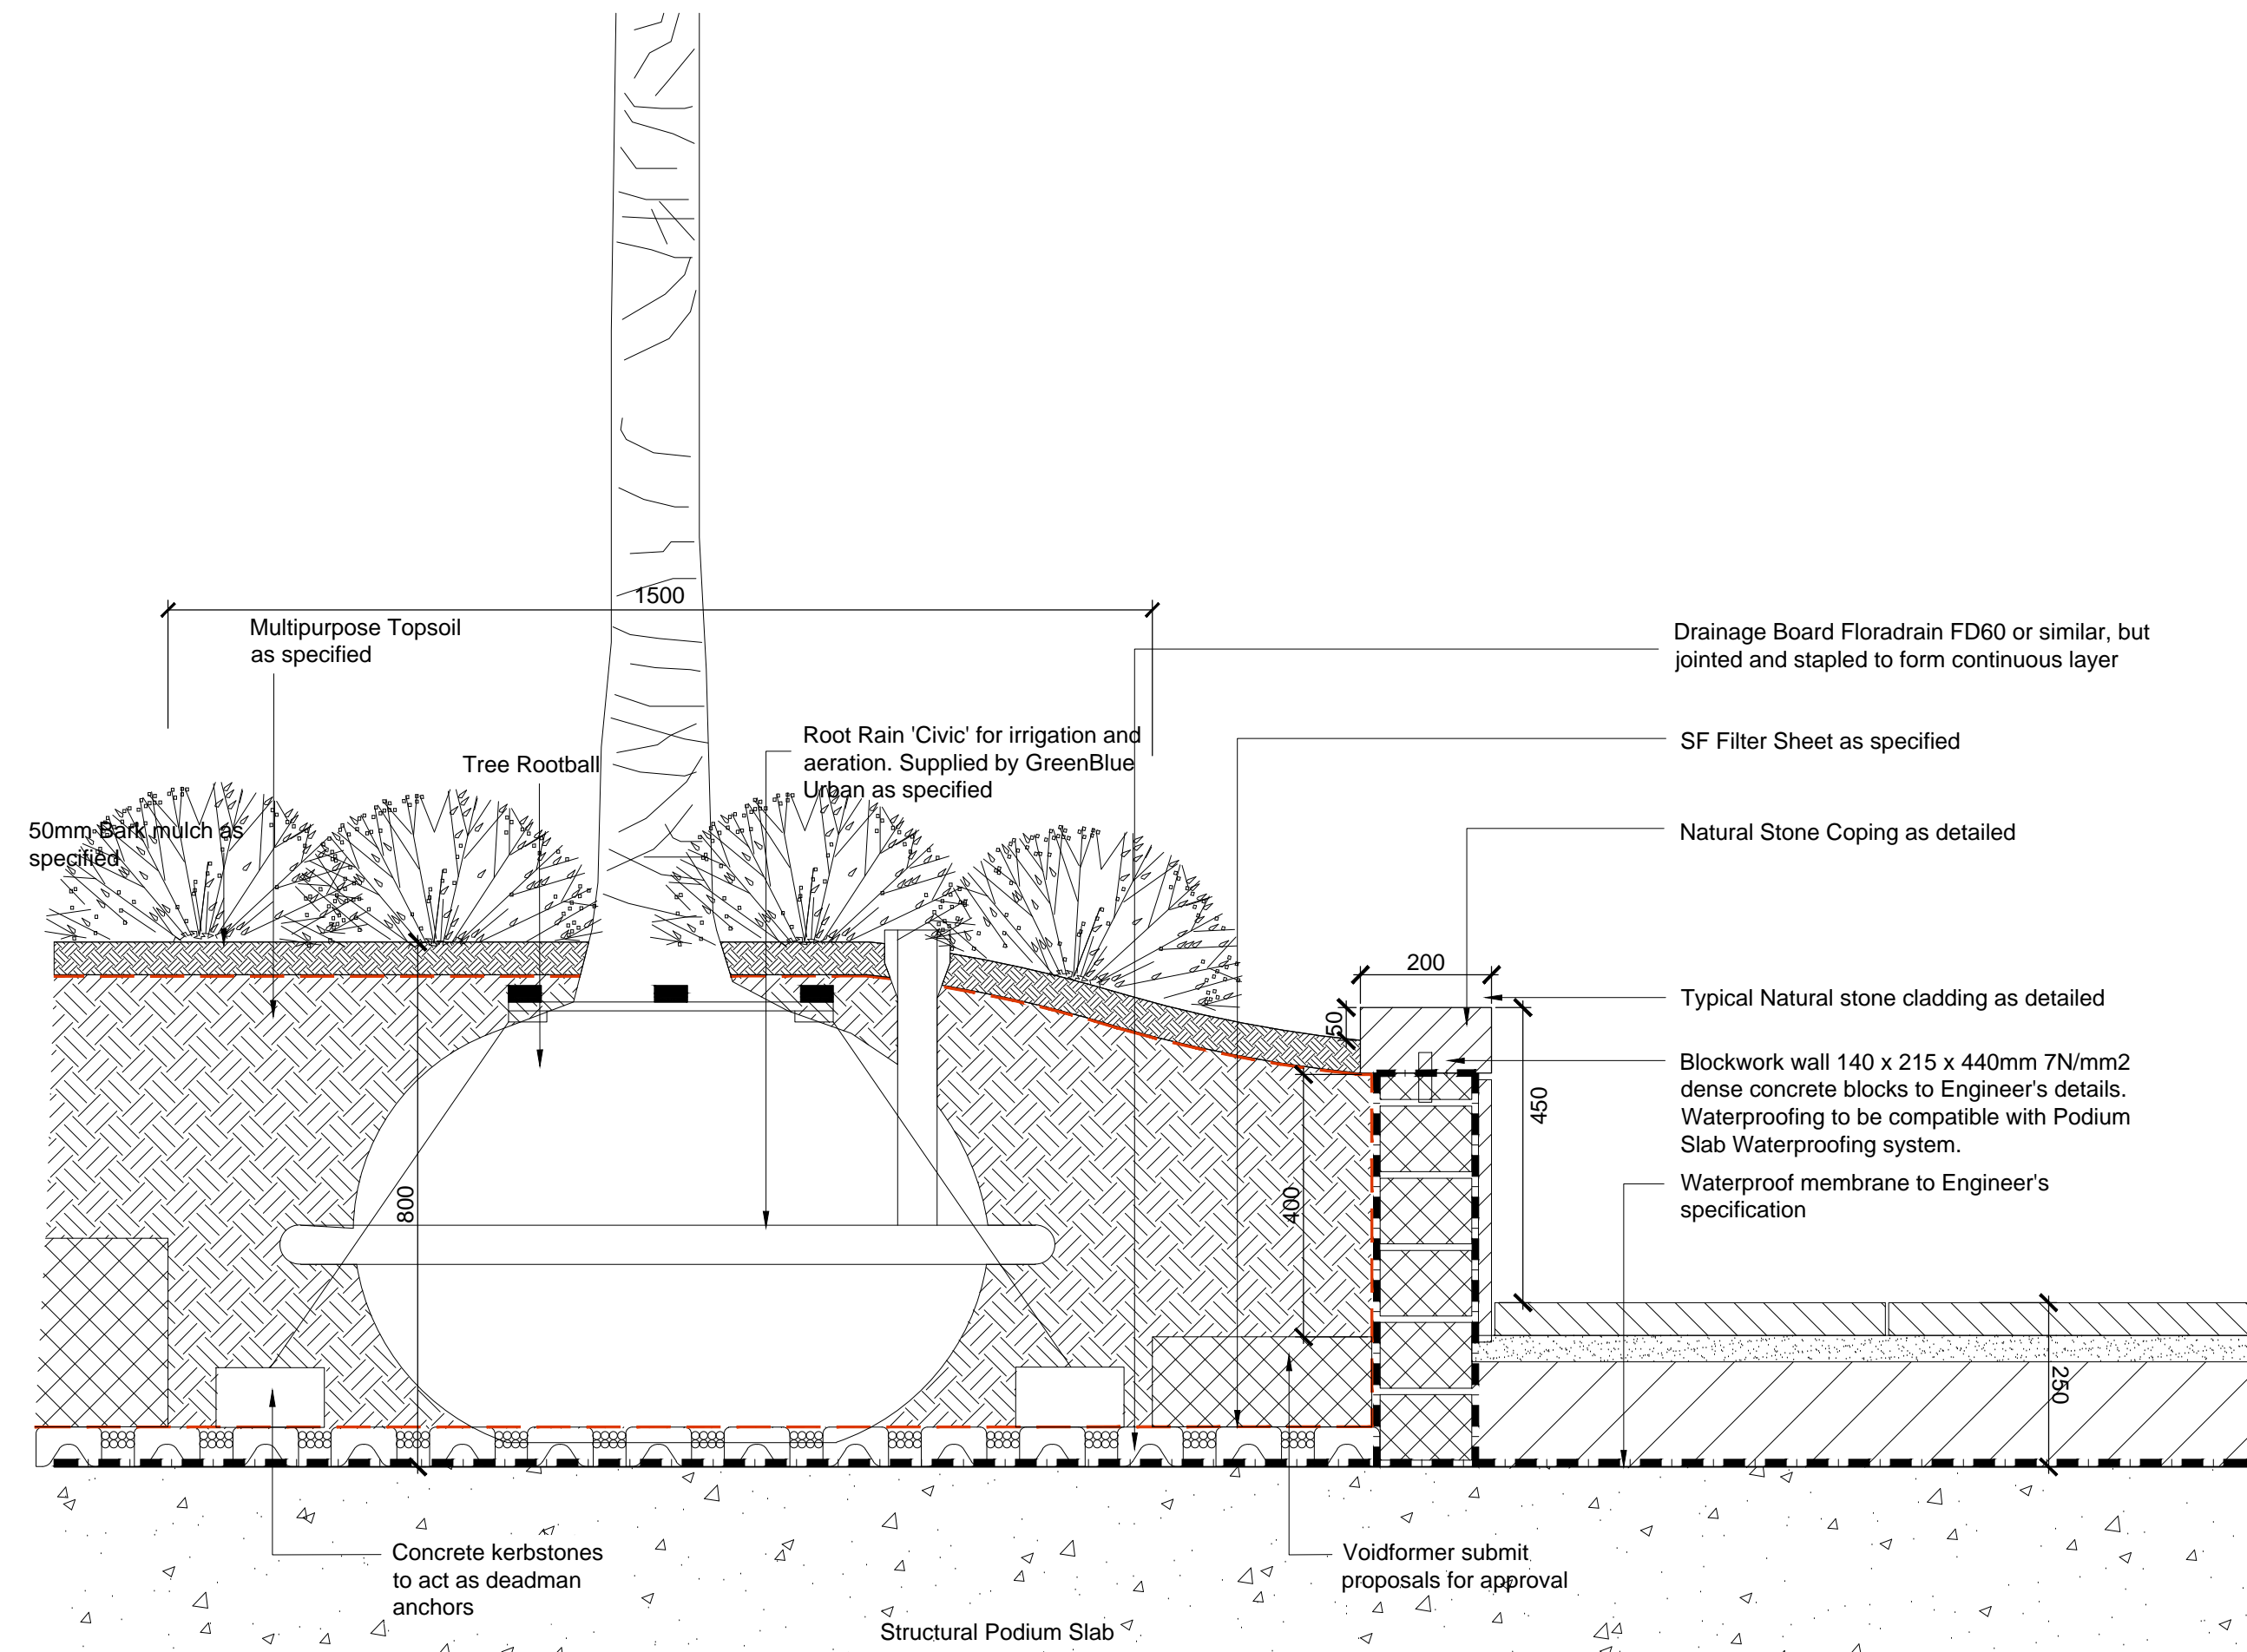 1500
Multipurpose Topsoil
as specified
Drainage Board Floradrain FD60 or similar, but
jointed and stapled to form continuous layer
Root Rain 'Civic' for irrigation and
aeration. Supplied by GreenBlue
Urban as specified
SF Filter Sheet as specified
Tree Rootball
50mm Bark mulch as
specified
Natural Stone Coping as detailed
200
Typical Natural stone cladding as detailed
50
450
Blockwork wall 140 x 215 x 440mm 7N/mm2
dense concrete blocks to Engineer's details.
Waterproofing to be compatible with Podium
Slab Waterproofing system.
Waterproof membrane to Engineer's
specification
800
400
250
Concrete kerbstones
to act as deadman
anchors
Voidformer submit
proposals for approval
Structural Podium Slab